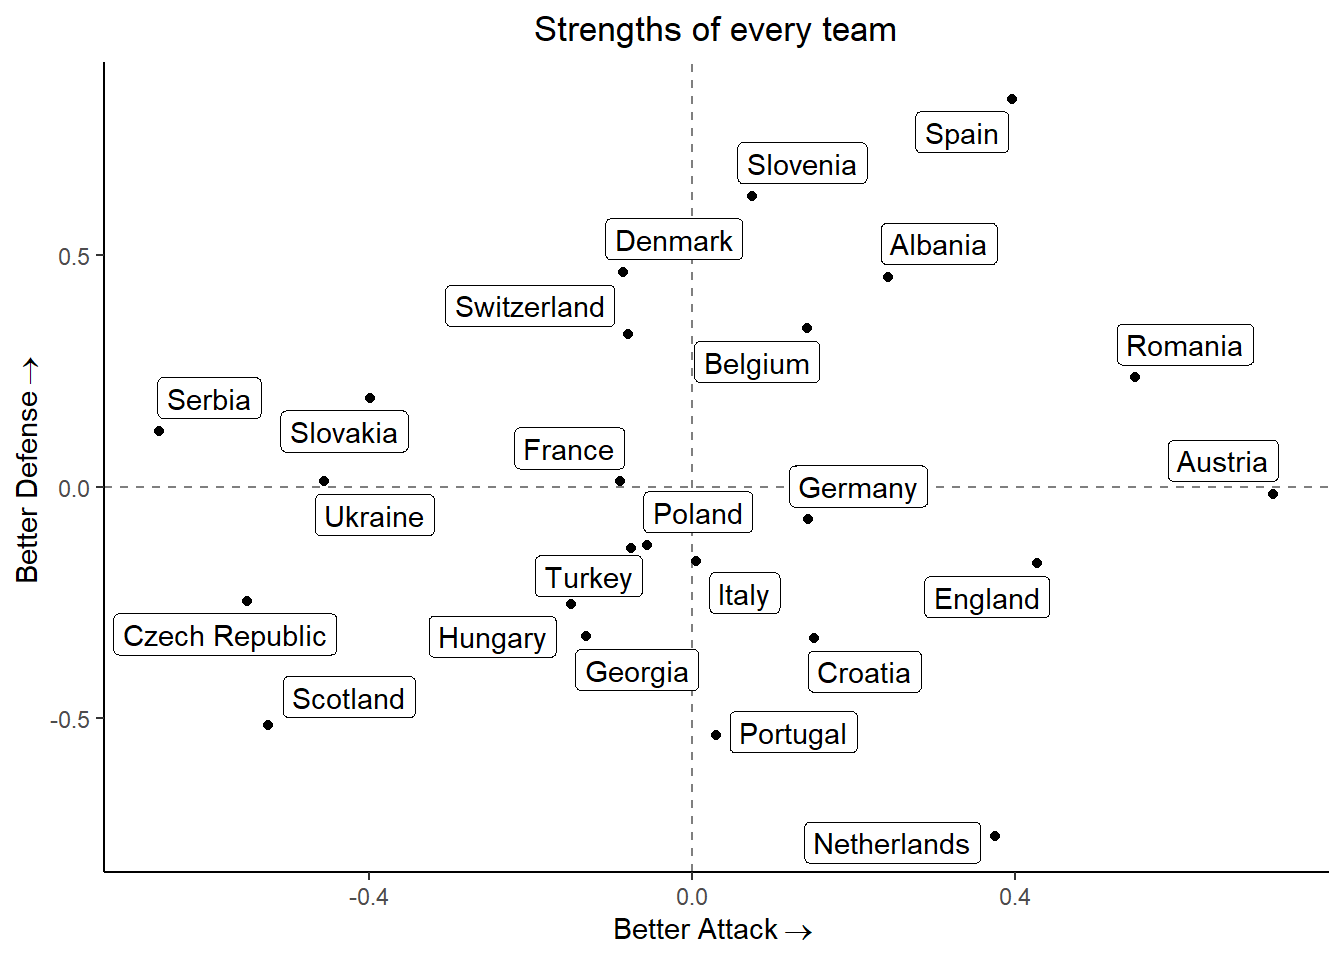 Strengths of every team
Spain
Slovenia
Denmark
Albania
0.5
Switzerland
Belgium
Romania
Better Defense →
Serbia
Slovakia
France
Austria
0.0
Germany
Ukraine
Poland
Turkey
Italy
England
Czech Republic
Hungary
Georgia
Croatia
Scotland
-0.5
Portugal
Netherlands
-0.4
0.0
0.4
Better Attack →